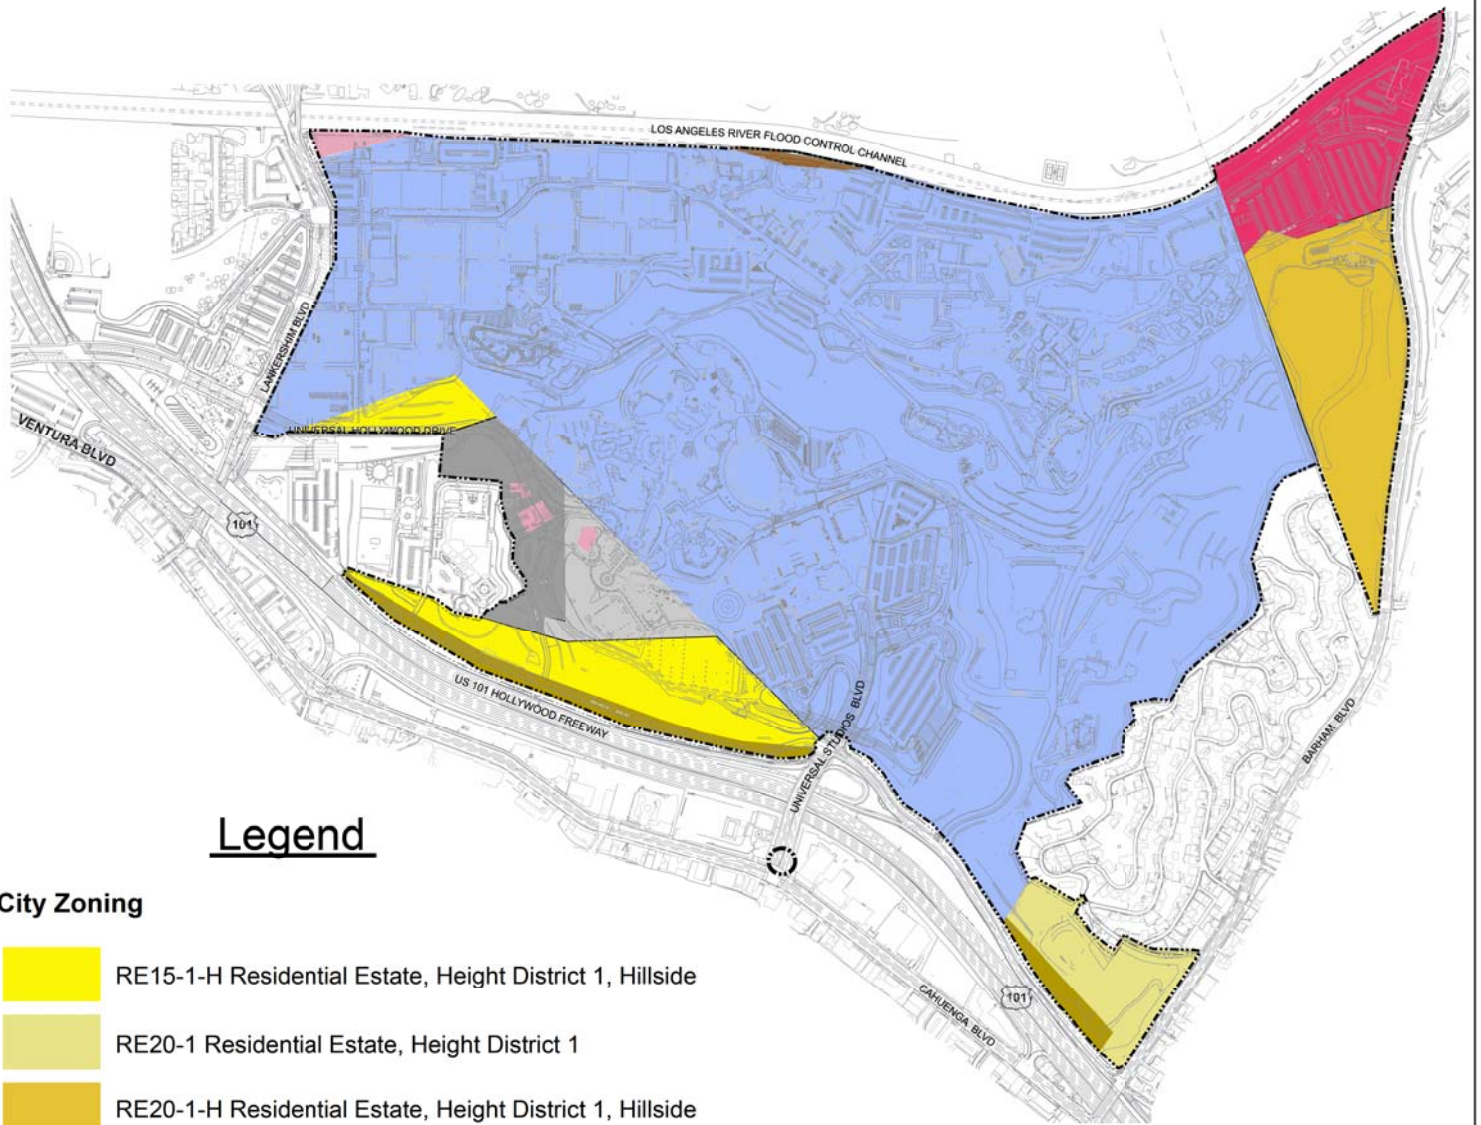 LOS ANGELES RIVER FLOOD CONTROL CHANNEL
LANKERSHIM BLVD
VENTURA BLVD
UNIVERSAL HOLLYWOOD DRIVE
101
US 101 HOLLYWOOD FREEWAY
UNIVERSAL STUDIOS BLVD
BARHAM BLVD
101
CAHUENGA BLVD
Legend
City Zoning
RE15-1-H Residential Estate, Height District 1, Hillside
RE20-1 Residential Estate, Height District 1
RE20-1-H Residential Estate, Height District 1, Hillside